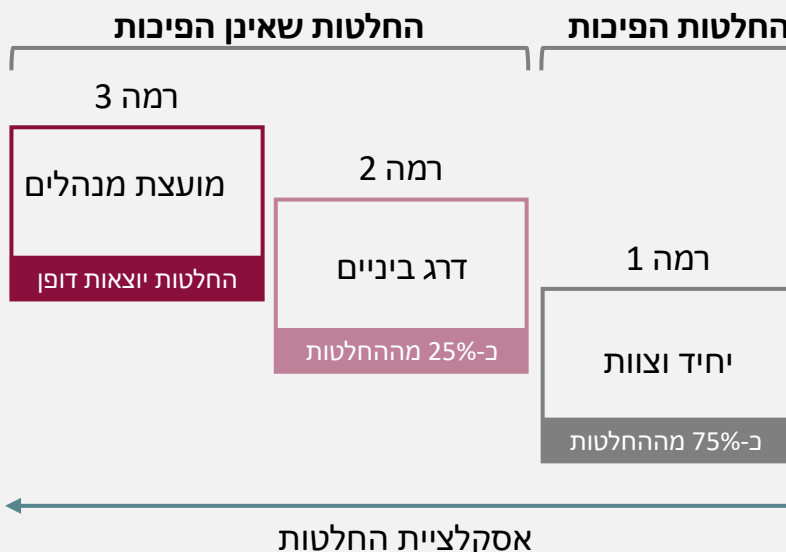 החלטות הפיכות
החלטות שאינן הפיכות
רמה 1
יחיד וצוות
כ-75% מההחלטות
רמה 2
דרג ביניים
כ-25% מההחלטות
רמה 3
מועצת מנהלים
החלטות יוצאות דופן
אסקלציית החלטות